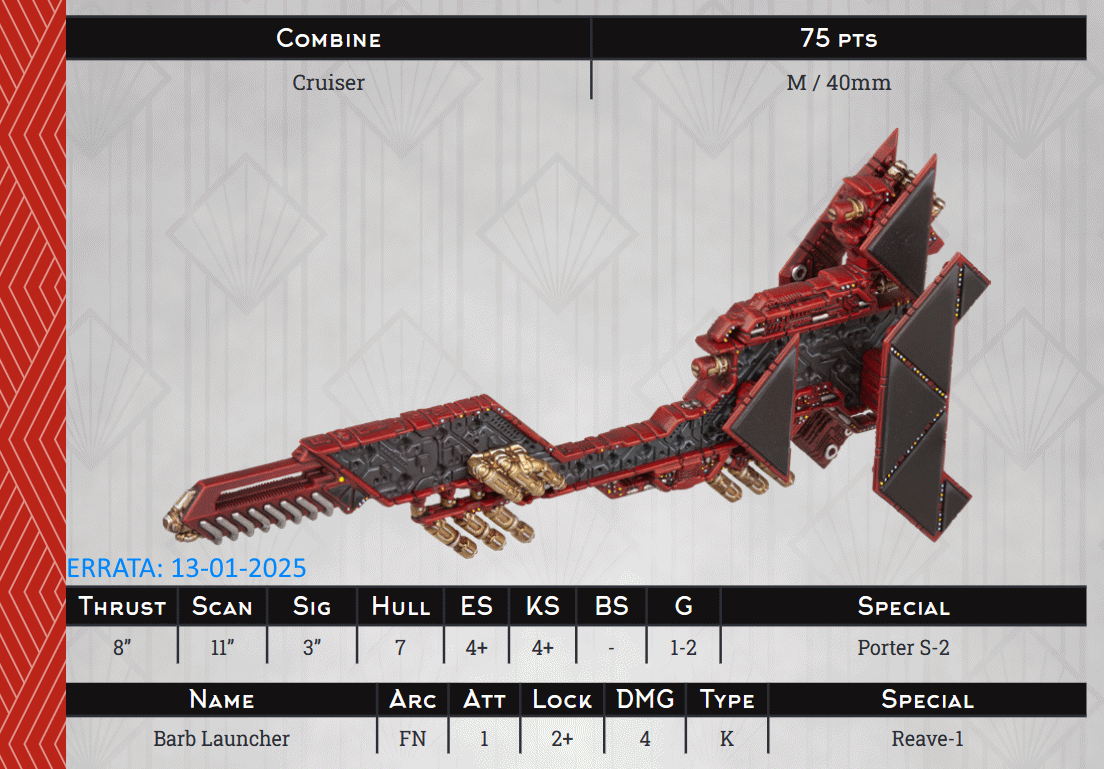 COMBINE 75 PTS
Cruiser M / 40mm
ERRATA: 13-01-2025
THRUST SCAN SIG HULL ES KS BS G SPECIAL
8” 11” 3” 7 4+ 4+ - 1-2 Porter S-2
NAME ARC ATT LOCK DMG TYPE SPECIAL
Barb Launcher FN 1 2+ 4 K Reave-1